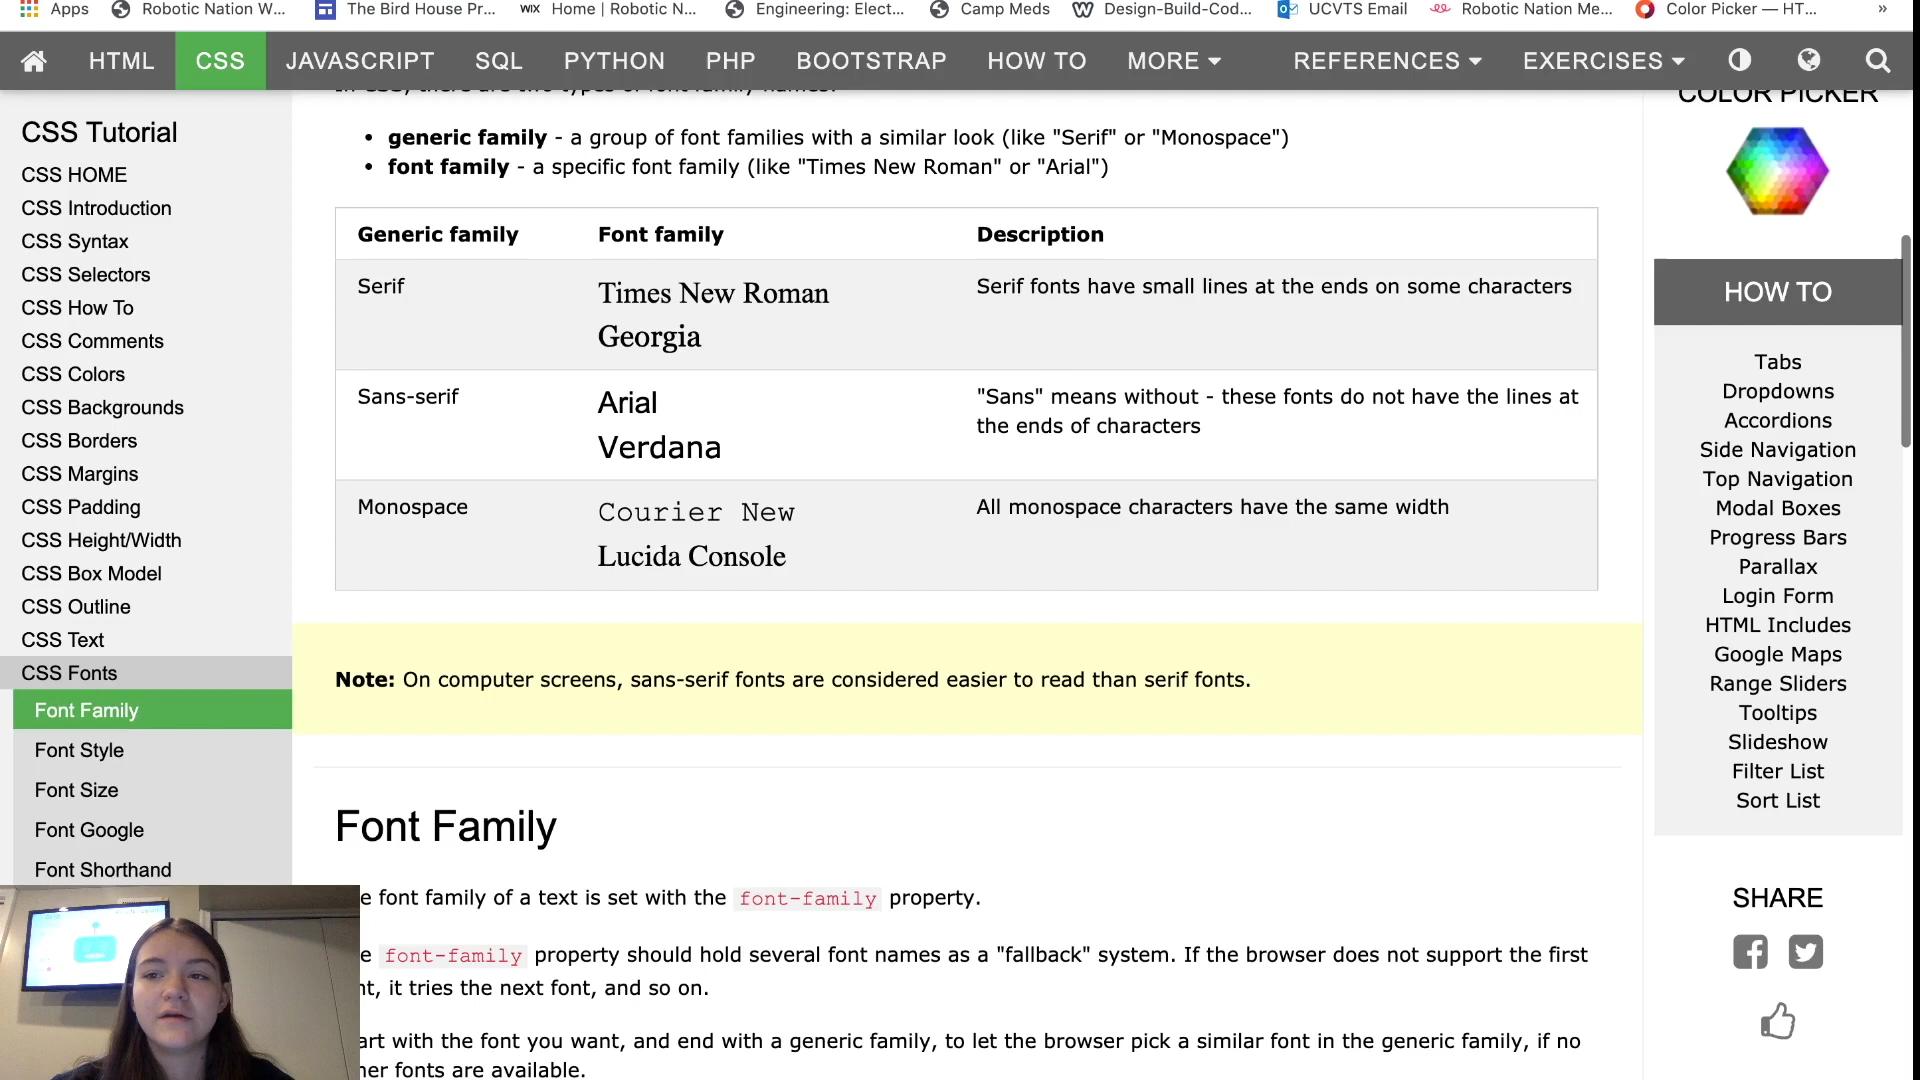 Apps
Robotic Nation W...
The Bird House Pr...
WIX Home | Robotic N...
Engineering: Elect...
Camp Meds
Design-Build-Cod...
UCVTS Email
Robotic Nation Me...
Color Picker — HT...
»
HTML
CSS
JAVASCRIPT
SQL
PYTHON
PHP
BOOTSTRAP
HOW TO
MORE
REFERENCES
EXERCISES
CSS Tutorial
CSS HOME
CSS Introduction
CSS Syntax
CSS Selectors
CSS How To
CSS Comments
CSS Colors
CSS Backgrounds
CSS Borders
CSS Margins
CSS Padding
CSS Height/Width
CSS Box Model
CSS Outline
CSS Text
CSS Fonts
Font Family
Font Style
Font Size
Font Google
Font Shorthand
In CSS, there are two types of font family names:
• generic family - a group of font families with a similar look (like "Serif" or "Monospace")
• font family - a specific font family (like "Times New Roman" or "Arial")
Generic family Font family Description
Serif Times New Roman Serif fonts have small lines at the ends on some characters
Georgia
Sans-serif Arial "Sans" means without - these fonts do not have the lines at
Verdana the ends of characters
Monospace Courier New All monospace characters have the same width
Lucida Console
Note: On computer screens, sans-serif fonts are considered easier to read than serif fonts.
Font Family
e font family of a text is set with the font-family property.
e font-family property should hold several font names as a "fallback" system. If the browser does not support the first
nt, it tries the next font, and so on.
art with the font you want, and end with a generic family, to let the browser pick a similar font in the generic family, if no
her fonts are available.
COLOR PICKER
HOW TO
Tabs
Dropdowns
Accordions
Side Navigation
Top Navigation
Modal Boxes
Progress Bars
Parallax
Login Form
HTML Includes
Google Maps
Range Sliders
Tooltips
Slideshow
Filter List
Sort List
SHARE